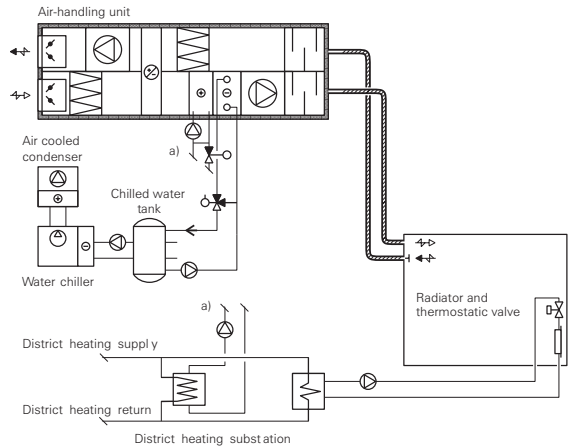 Air-handling unit
a)
Air cooled
condenser
Chilled water
tank
Water chiller
Radiator and
thermostatic valve
a)
District heating supply
District heating return
District heating substation